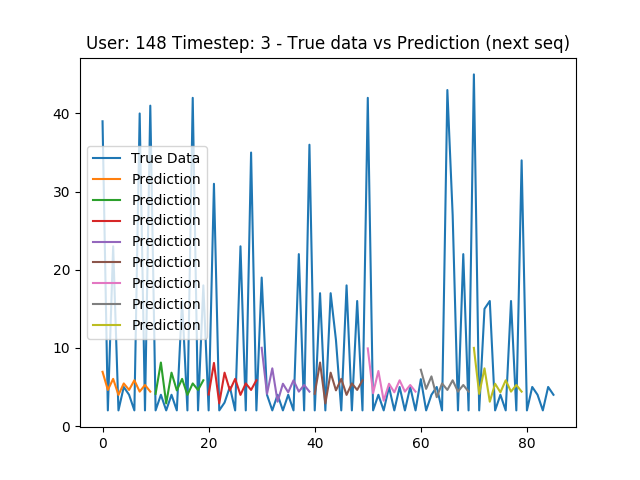 User: 148 Timestep: 3 - True data vs Prediction (next seq)
40
30
20
10
0
True Data
Prediction
Prediction
Prediction
Prediction
Prediction
Prediction
Prediction
Prediction
0 20 40 60 80